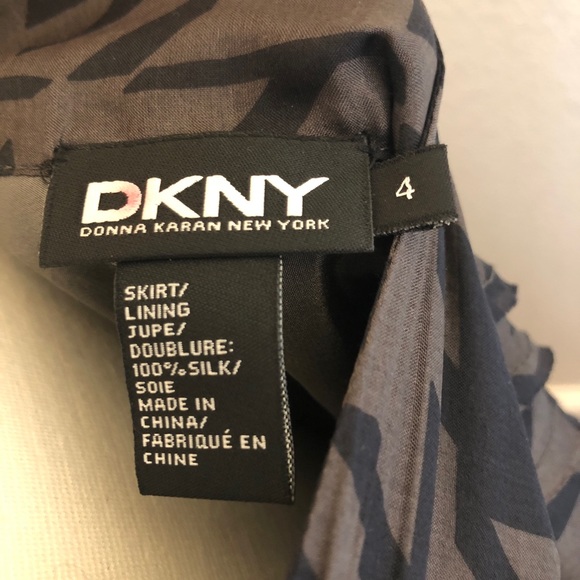 DKNY
DONNA KARAN NEW YORK
4
SKIRT/
LINING
JUPE/
DOUBLURE:
100% SILK/
SOIE
MADE IN
CHINA/
FABRIQUÉ EN
CHINE